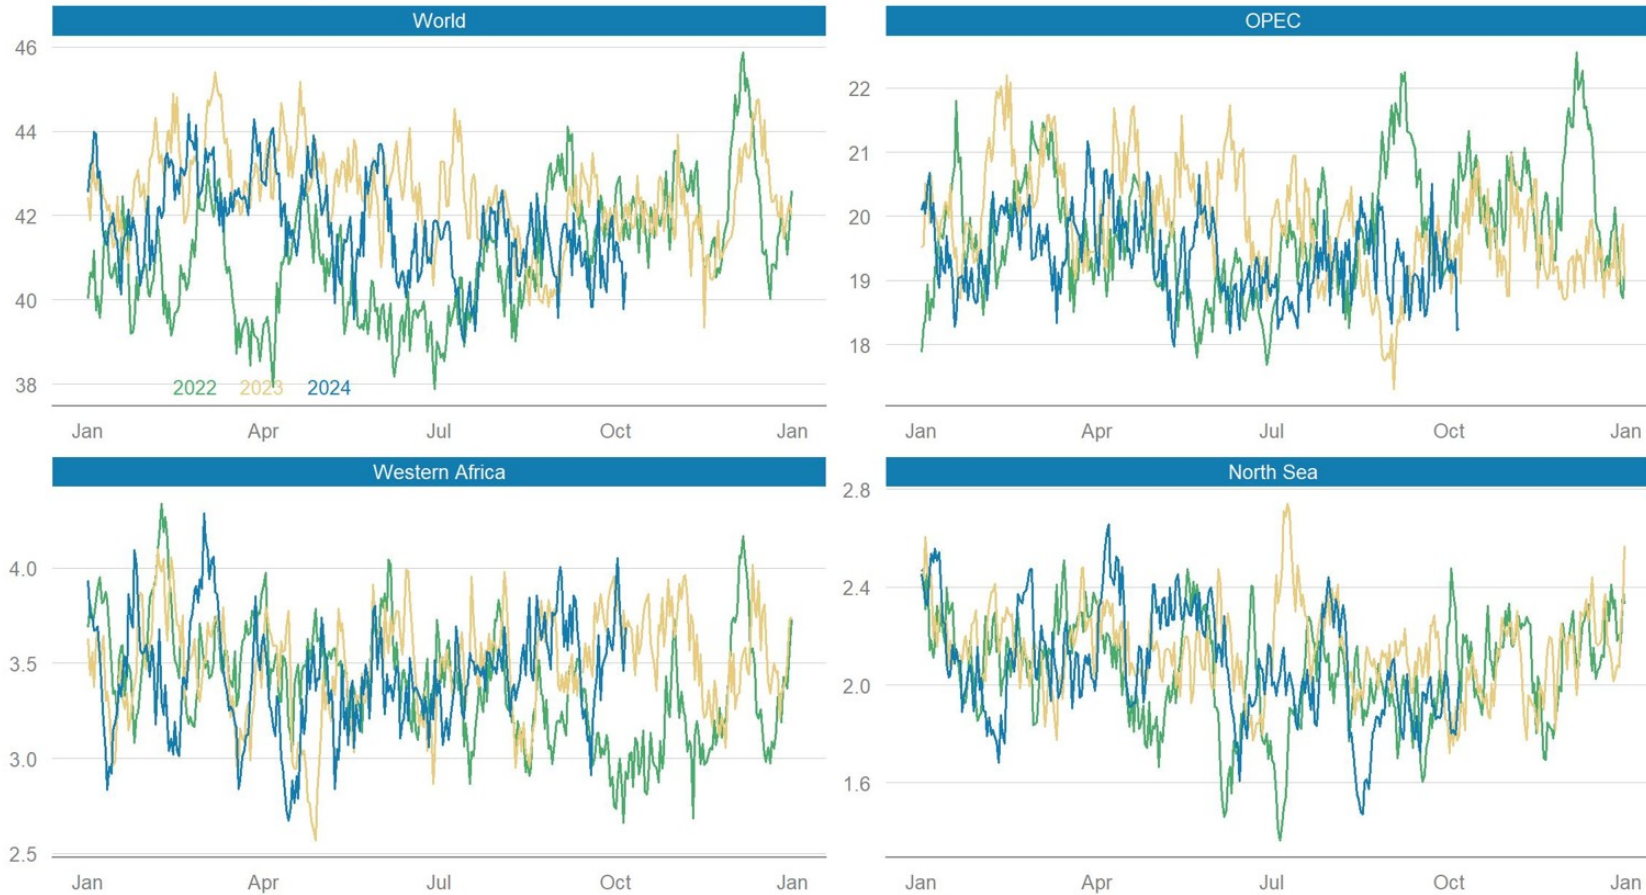 World
46
44
42
40
38
2022 2023 2024
Jan Apr Jul Oct Jan
OPEC
22
21
20
19
18
Jan Apr Jul Oct Jan
Western Africa
4.0
3.5
3.0
2.5
Jan Apr Jul Oct Jan
North Sea
2.8
2.4
2.0
1.6
Jan Apr Jul Oct Jan